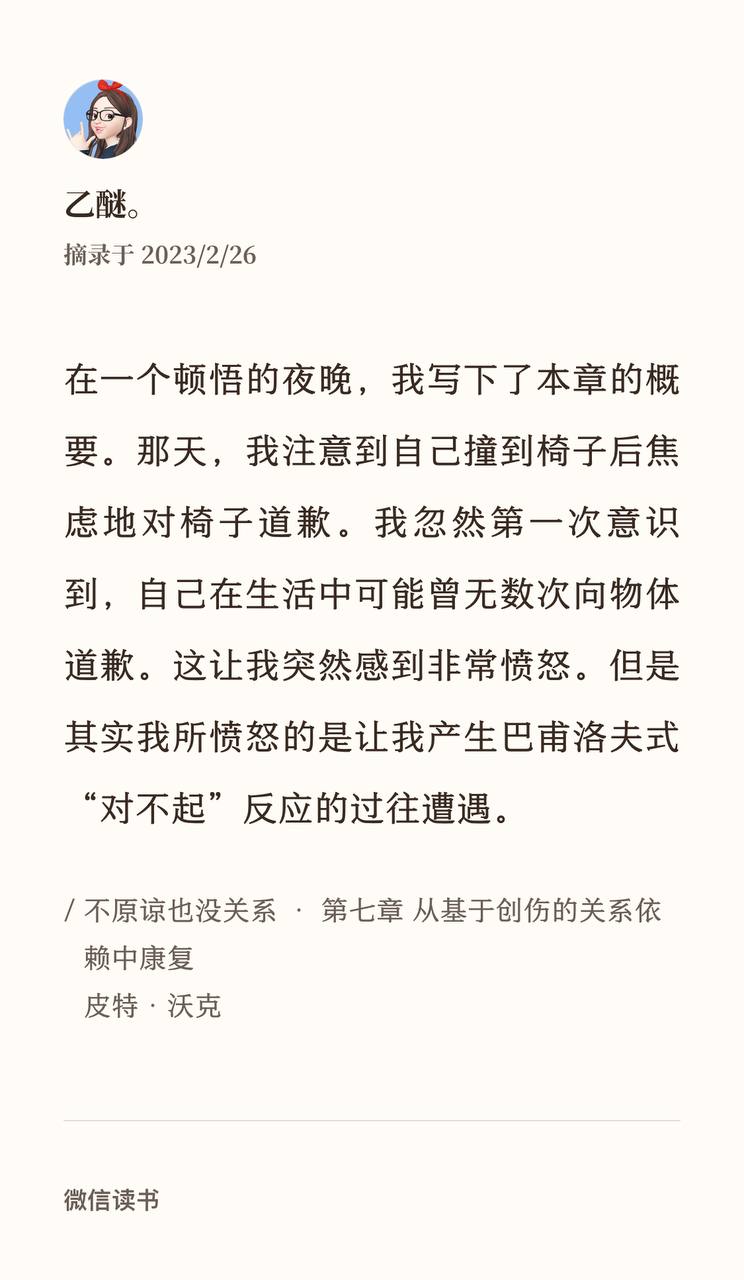 乙醚。
摘录于 2023/2/26
在一个顿悟的夜晚，我写下了本章的概
要。那天，我注意到自己撞到椅子后焦
虑地对椅子道歉。我忽然第一次意识
到，自己在生活中可能曾无数次向物体
道歉。这让我突然感到非常愤怒。但是
其实我所愤怒的是让我产生巴甫洛夫式
“对不起”反应的过往遭遇。
/ 不原谅也没关系 · 第七章 从基于创伤的关系依
赖中康复
皮特 · 沃克
微信读书